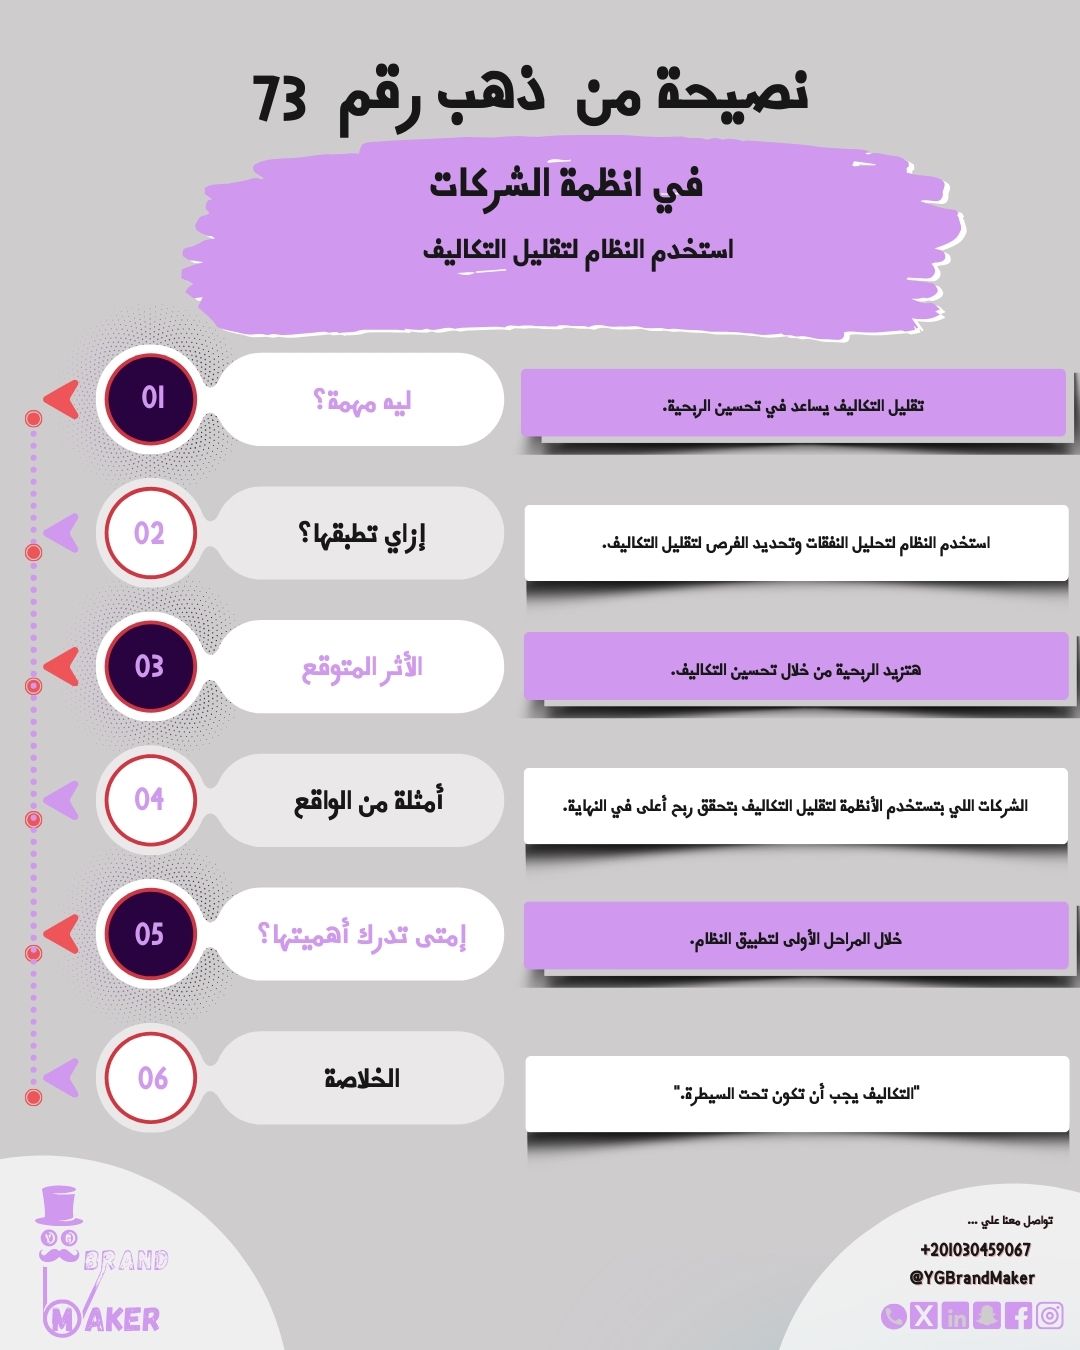 نصيحة من ذهب رقم 73
في انظمة الشركات
استخدم النظام لتقليل التكاليف
01
ليه مهمة؟
تقليل التكاليف يساعد في تحسين الربحية.
02
إزاي تطبقها؟
استخدم النظام لتحليل النفقات وتحديد الفرص لتقليل التكاليف.
03
الأثر المتوقع
هتزيد الربحية من خلال تحسين التكاليف.
04
أمثلة من الواقع
الشركات اللي بتستخدم الأنظمة لتقليل التكاليف بتحقق ربح أعلى في النهاية.
05
إمتى تدرك أهميتها؟
خلال المراحل الأولى لتطبيق النظام.
06
الخلاصة
"التكاليف يجب أن تكون تحت السيطرة."
BRAND
MAKER
تواصل معنا علي ...
+201030459067
@YGBrandMaker